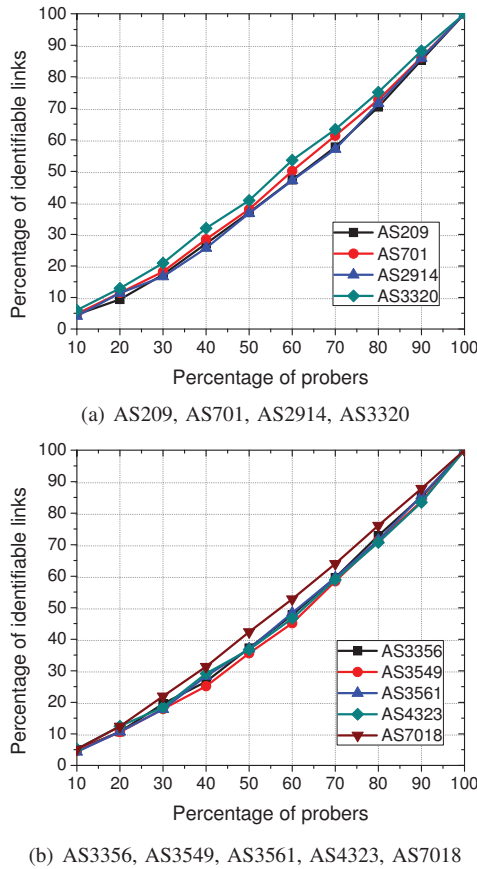 Percentage of identifiable links
100
90
80
70
60
50
40
30
20
10
0
AS209
AS701
AS2914
AS3320
10 20 30 40 50 60 70 80 90 100
Percentage of probers
(a) AS209, AS701, AS2914, AS3320
Percentage of identifiable links
100
90
80
70
60
50
40
30
20
10
0
AS3356
AS3549
AS3561
AS4323
AS7018
10 20 30 40 50 60 70 80 90 100
Percentage of probers
(b) AS3356, AS3549, AS3561, AS4323, AS7018